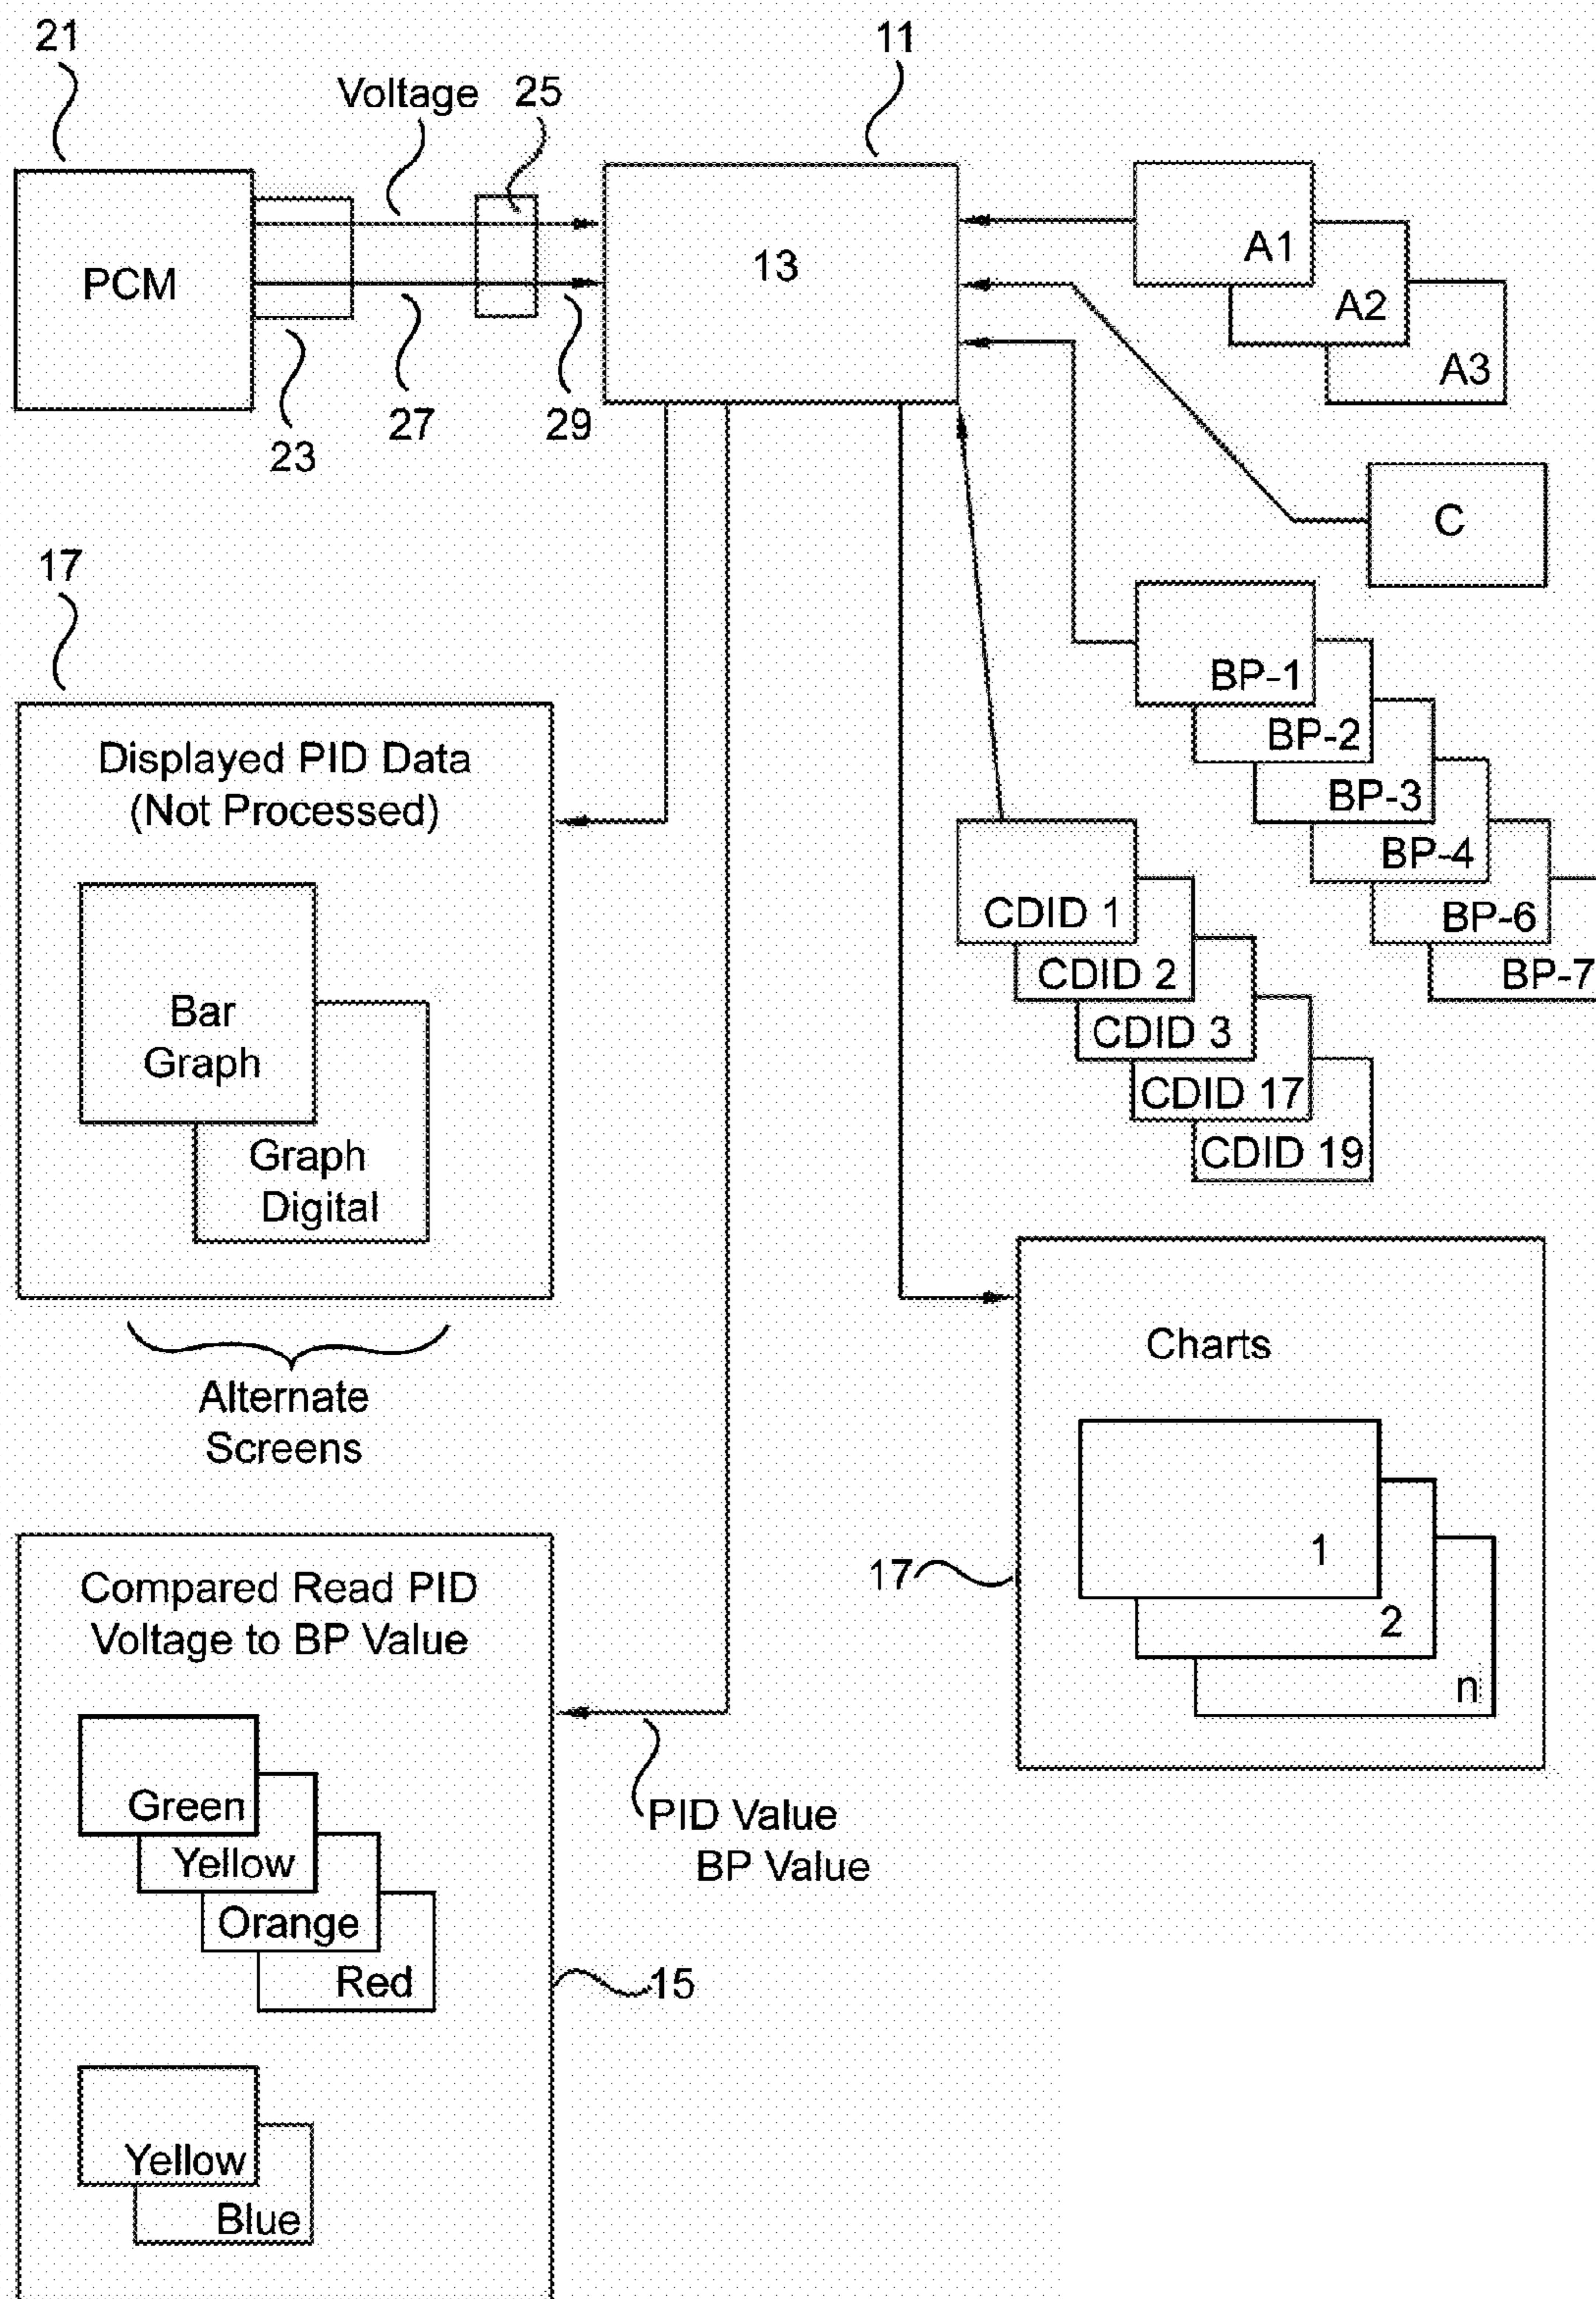 21
11
Voltage
25
PCM
13
A1
A2
A3
23
27
29
C
17
Displayed PID Data
(Not Processed)
Bar
Graph
Graph
Digital
Alternate
Screens
BP-1
BP-2
BP-3
BP-4
BP-6
BP-7
CDID 1
CDID 2
CDID 3
CDID 17
CDID 19
Charts
1
2
n
17
Compared Read PID
Voltage to BP Value
Green
Yellow
Orange
Red
Yellow
Blue
PID Value
BP Value
15